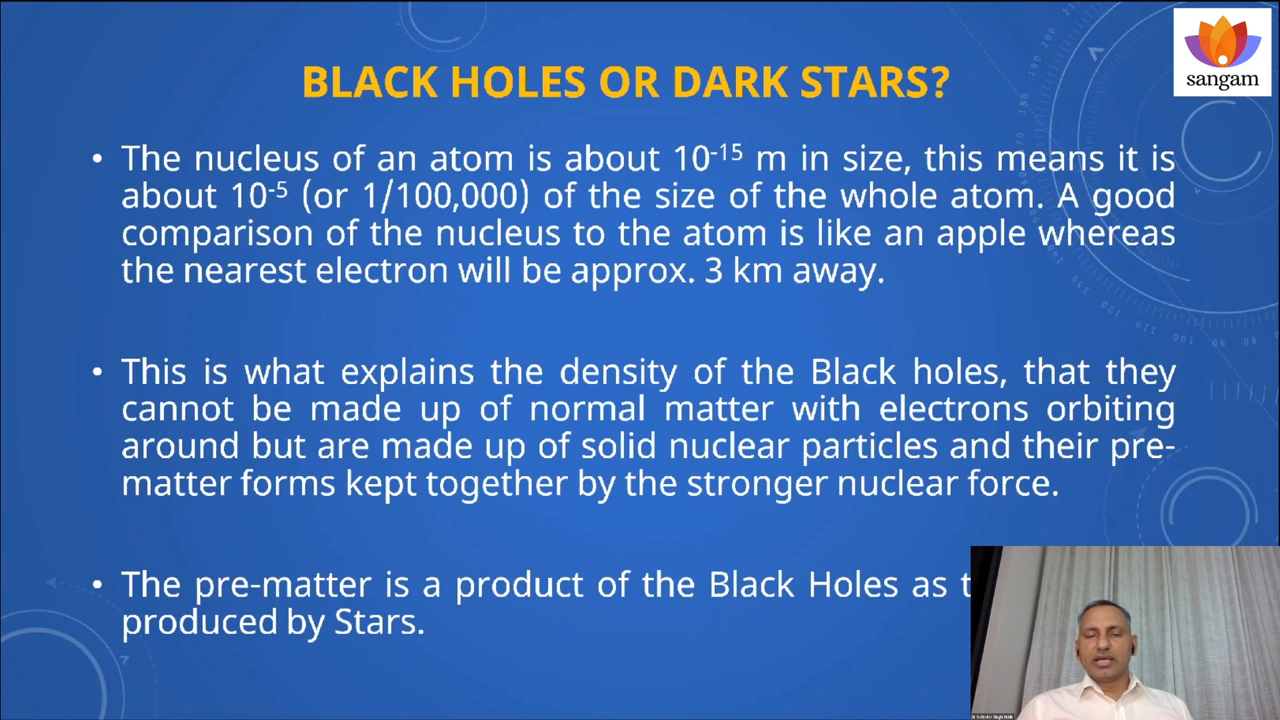 sangam
BLACK HOLES OR DARK STARS?
• The nucleus of an atom is about 10⁻¹⁵ m in size, this means it is
about 10⁻⁵ (or 1/100,000) of the size of the whole atom. A good
comparison of the nucleus to the atom is like an apple whereas
the nearest electron will be approx. 3 km away.
• This is what explains the density of the Black holes, that they
cannot be made up of normal matter with electrons orbiting
around but are made up of solid nuclear particles and their pre-
matter forms kept together by the stronger nuclear force.
• The pre-matter is a product of the Black Holes as
produced by Stars.